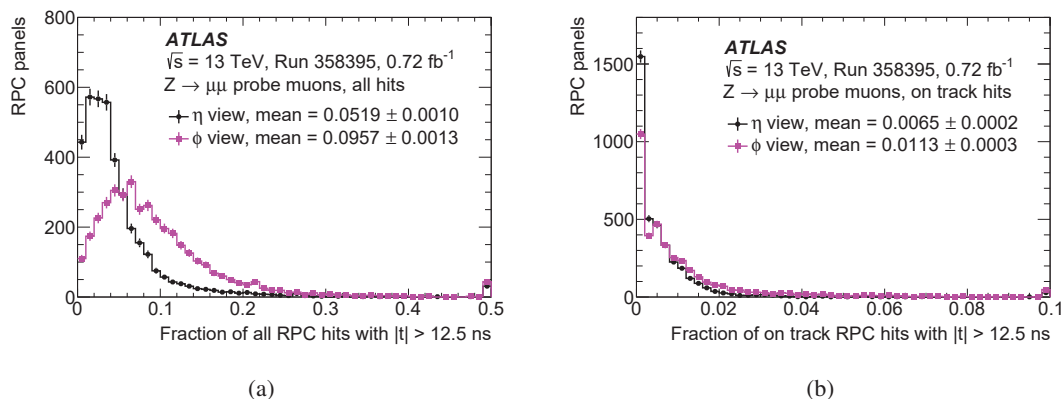 RPC panels
800
600
400
200
0
ATLAS
√s = 13 TeV, Run 358395, 0.72 fb⁻¹
Z → μμ probe muons, all hits
η view, mean = 0.0519 ± 0.0010
ϕ view, mean = 0.0957 ± 0.0013
0 0.1 0.2 0.3 0.4 0.5
Fraction of all RPC hits with |t| > 12.5 ns
(a)
RPC panels
1500
1000
500
0
ATLAS
√s = 13 TeV, Run 358395, 0.72 fb⁻¹
Z → μμ probe muons, on track hits
η view, mean = 0.0065 ± 0.0002
ϕ view, mean = 0.0113 ± 0.0003
0 0.02 0.04 0.06 0.08 0.1
Fraction of on track RPC hits with |t| > 12.5 ns
(b)